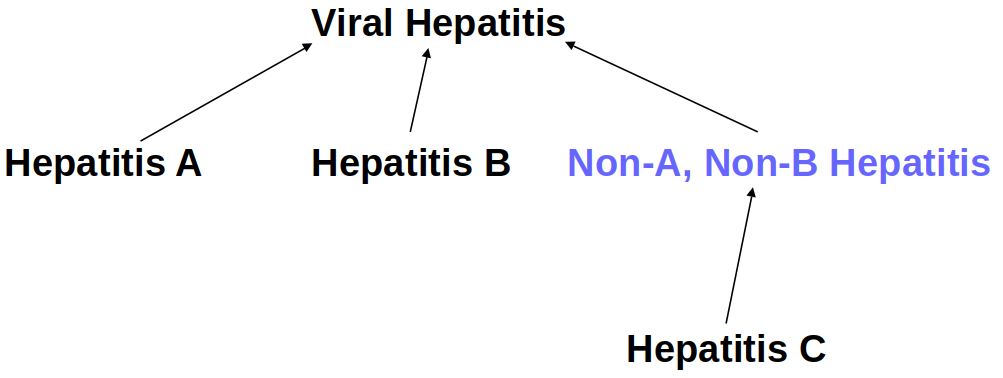 Viral Hepatitis
Hepatitis A
Hepatitis B
Non-A, Non-B Hepatitis
Hepatitis C